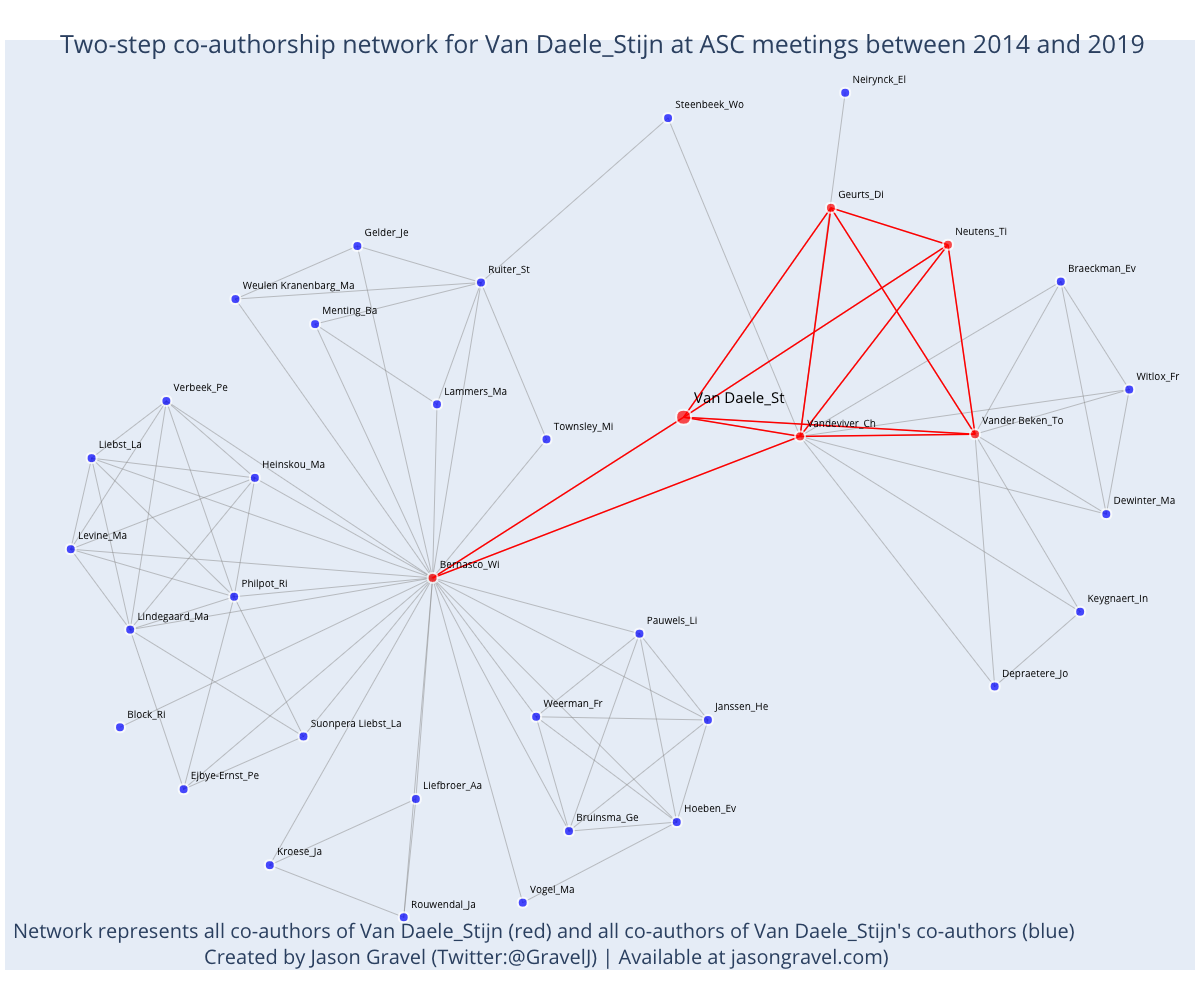 Two-step co-authorship network for Van Daele_Stijn at ASC meetings between 2014 and 2019
Neirynck_El
Steenbeek_Wo
Geurts_Di
Neutens_Ti
Gelder_Je
Ruiter_St
Braeckman_Ev
Weulen Kranenbarg_Ma
Menting_Ba
Witlox_Fr
Verbeek_Pe
Lammers_Ma
Van Daele_St
Vandeviver_Ch
Vander Beken_To
Townsley_Mi
Liebst_La
Heinskou_Ma
Dewinter_Ma
Levine_Ma
Bernasco_Wi
Philpot_Ri
Keygnaert_In
Lindegaard_Ma
Pauwels_Li
Depraetere_Jo
Weerman_Fr
Janssen_He
Block_Ri
Suonpera Liebst_La
Ejbye-Ernst_Pe
Liefbroer_Aa
Hoeben_Ev
Bruinsma_Ge
Kroese_Ja
Vogel_Ma
Rouwendal_Ja
Network represents all co-authors of Van Daele_Stijn (red) and all co-authors of Van Daele_Stijn's co-authors (blue)
Created by Jason Gravel (Twitter:@GravelJ) | Available at jasongravel.com)